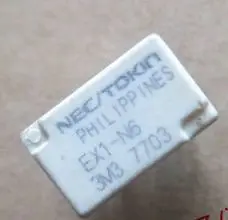 NEC/TOKIN
PHILIPPINES
EX1-N6
3M3 7703